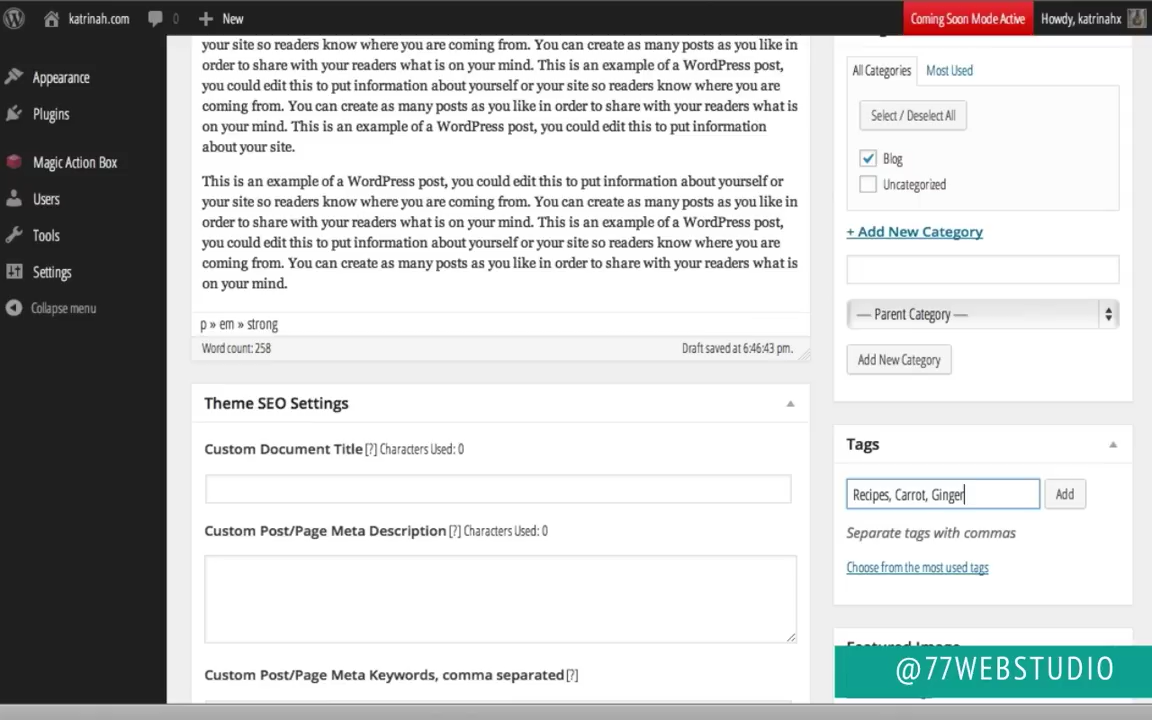 katrinah.com 0 New Coming Soon Mode Active Howdy, katrinahx
Appearance
Plugins
Magic Action Box
Users
Tools
Settings
Collapse menu
your site so readers know where you are coming from. You can create as many posts as you like in
order to share with your readers what is on your mind. This is an example of a WordPress post,
you could edit this to put information about yourself or your site so readers know where you are
coming from. You can create as many posts as you like in order to share with your readers what is
on your mind. This is an example of a WordPress post, you could edit this to put information
about your site.
This is an example of a WordPress post, you could edit this to put information about yourself or
your site so readers know where you are coming from. You can create as many posts as you like in
order to share with your readers what is on your mind. This is an example of a WordPress post,
you could edit this to put information about yourself or your site so readers know where you are
coming from. You can create as many posts as you like in order to share with your readers what is
on your mind.
p » em » strong
Word count: 258 Draft saved at 6:46:43 pm.
Theme SEO Settings
Custom Document Title [?] Characters Used: 0
Custom Post/Page Meta Description [?] Characters Used: 0
Custom Post/Page Meta Keywords, comma separated [?]
All Categories Most Used
Select / Deselect All
Blog
Uncategorized
+ Add New Category
— Parent Category —
Add New Category
Tags
Recipes, Carrot, Ginger Add
Separate tags with commas
Choose from the most used tags
Featured Image
@77WEBSTUDIO